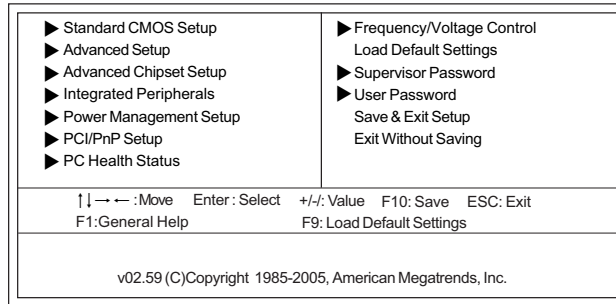 ▶ Standard CMOS Setup
▶ Advanced Setup
▶ Advanced Chipset Setup
▶ Integrated Peripherals
▶ Power Management Setup
▶ PCI/PnP Setup
▶ PC Health Status
▶ Frequency/Voltage Control
Load Default Settings
▶ Supervisor Password
▶ User Password
Save & Exit Setup
Exit Without Saving
↑↓→← : Move Enter : Select +/-/: Value F10: Save ESC: Exit
F1:General Help F9: Load Default Settings
v02.59 (C)Copyright 1985-2005, American Megatrends, Inc.